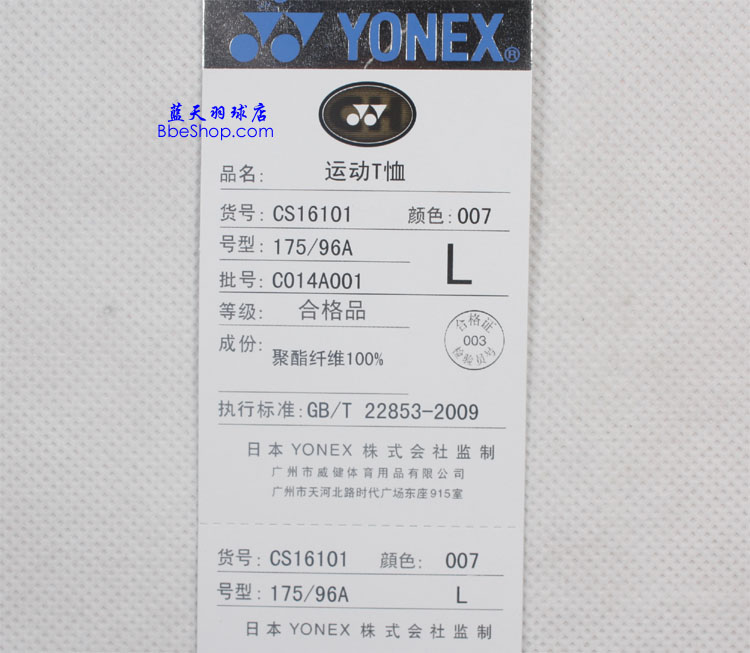 YONEX®
蓝天羽球店
BbeShop.com
品名: 运动T恤
货号: CS16101 颜色: 007
号型: 175/96A L
批号: C014A001
等级: 合格品
合格证
003
检验员号
成份: 聚酯纤维100%
执行标准: GB/T 22853-2009
日本 YONEX 株式会社监制
广州市威健体育用品有限公司
广州市天河北路时代广场东座915室
货号: CS16101 顔色: 007
号型: 175/96A L
日本 YONEX 株式会社监制